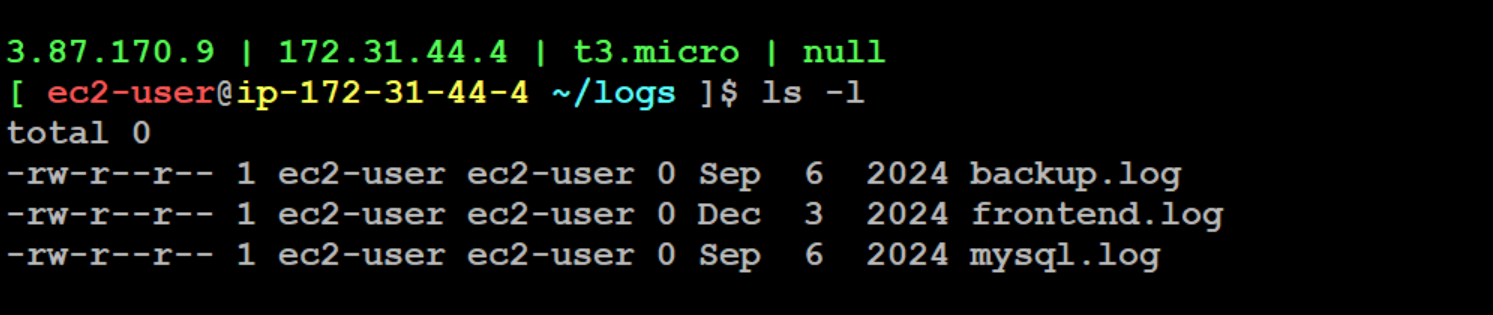 3.87.170.9 | 172.31.44.4 | t3.micro | null
[ ec2-user@ip-172-31-44-4 ~/logs ]$ ls -l
total 0
-rw-r--r-- 1 ec2-user ec2-user 0 Sep  6  2024 backup.log
-rw-r--r-- 1 ec2-user ec2-user 0 Dec  3  2024 frontend.log
-rw-r--r-- 1 ec2-user ec2-user 0 Sep  6  2024 mysql.log